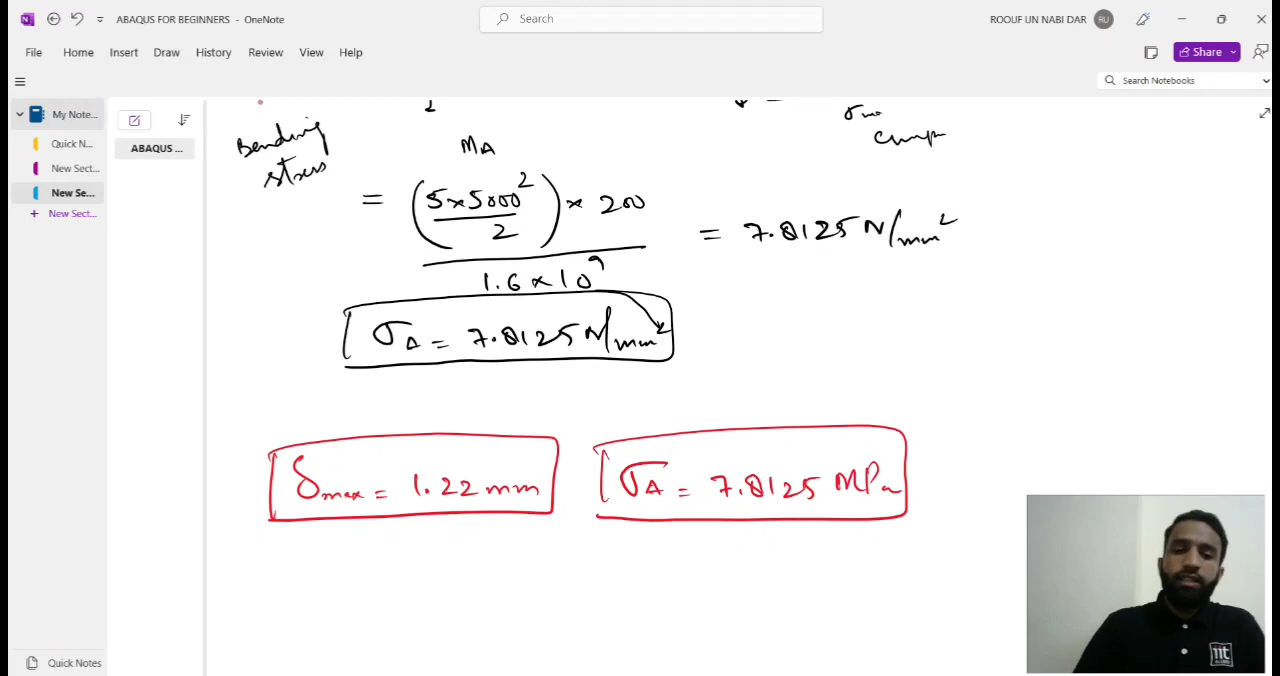 ABAQUS FOR BEGINNERS - OneNote
Search
ROOUF UN NABI DAR RU
File Home Insert Draw History Review View Help
Share
Search Notebooks
My Note...
Quick N...
New Sect...
New Se...
+ New Sect...
ABAQUS ...
Bending
stress
2
MA
= (5×5000²/2) × 200 / 1.6×10⁹ = 7.8125 N/mm²
σA = 7.8125 N/mm²
δmax = 1.22 mm
σA = 7.8125 MPa
Quick Notes